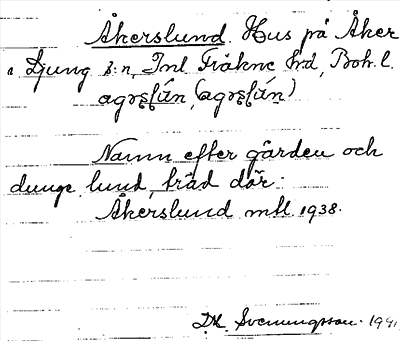 Åkerslund. Hus på Åker
i Ljung s:n, Inl Fräkne hd, Boh. l.

Namn efter gården och
dunge, lund, träd där.
Åkerslund mtl. 1938.
D.K. Svenungsson. 1941